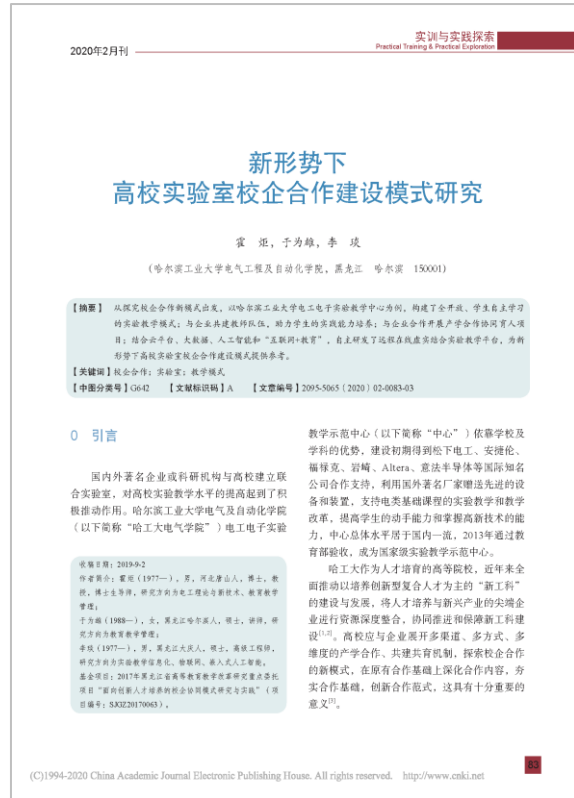 2020年2月刊
实训与实践探索
Practical Training & Practical Exploration
新形势下
高校实验室校企合作建设模式研究
霍　炬，于为雄，李　琰
（哈尔滨工业大学电气工程及自动化学院，黑龙江　哈尔滨　150001）
【摘要】　从探究校企合作新模式出发，以哈尔滨工业大学电工电子实验教学中心为例，构建了全开放、学生自主学习
的实验教学模式；与企业共建教师队伍，助力学生的实践能力培养；与企业合作开展产学合作协同育人项
目；结合云平台、大数据、人工智能和“互联网+教育”，自主研发了远程在线虚实结合实验教学平台，为新
形势下高校实验室校企合作建设模式提供参考。
【关键词】校企合作；实验室；教学模式
【中图分类号】G642　【文献标识码】A　【文章编号】2095-5065（2020）02-0083-03
0　引言
国内外著名企业或科研机构与高校建立联
合实验室，对高校实验教学水平的提高起到了积
极推动作用。哈尔滨工业大学电气及自动化学院
（以下简称“哈工大电气学院”）电工电子实验
收稿日期：2019-9-2
作者简介：霍炬（1977—），男，河北唐山人，博士，教
授，博士生导师，研究方向为电工理论与新技术、教育教学
管理；
于为雄（1988—），女，黑龙江哈尔滨人，硕士，讲师，研
究方向为教育教学管理；
李琰（1977—），男，黑龙江大庆人，硕士，高级工程师，
研究方向为实验教学信息化、物联网、嵌入式人工智能。
基金项目：2017年黑龙江省高等教育教学改革研究重点委托
项目“面向创新人才培养的校企协同模式研究与实践”（项
目编号：SJGZ20170063）。
教学示范中心（以下简称“中心”）依靠学校及
学科的优势，建设初期得到松下电工、安捷伦、
福禄克、岩崎、Altera、意法半导体等国际知名
公司合作支持，利用国外著名厂家赠送先进的设
备和装置，支持电类基础课程的实验教学和教学
改革，提高学生的动手能力和掌握高新技术的能
力，中心总体水平居于国内一流，2013年通过教
育部验收，成为国家级实验教学示范中心。
哈工大作为人才培育的高等院校，近年来全
面推动以培养创新型复合人才为主的“新工科”
的建设与发展，将人才培养与新兴产业的尖端企
业进行资源深度整合，协同推进和保障新工科建
设[1,2]。高校应与企业展开多渠道、多方式、多
维度的产学合作、共建共育机制，探索校企合作
的新模式，在原有合作基础上深化合作内容，夯
实合作基础，创新合作范式，这具有十分重要的
意义[3]。
83
(C)1994-2020 China Academic Journal Electronic Publishing House. All rights reserved.　http://www.cnki.net